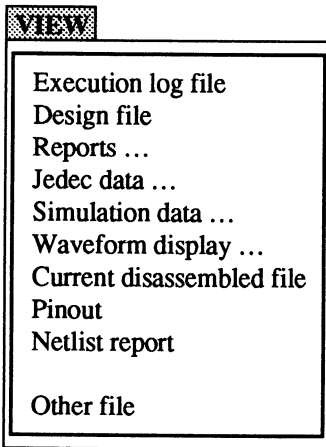 VIEW
Execution log file
Design file
Reports ...
Jedec data ...
Simulation data ...
Waveform display ...
Current disassembled file
Pinout
Netlist report
Other file